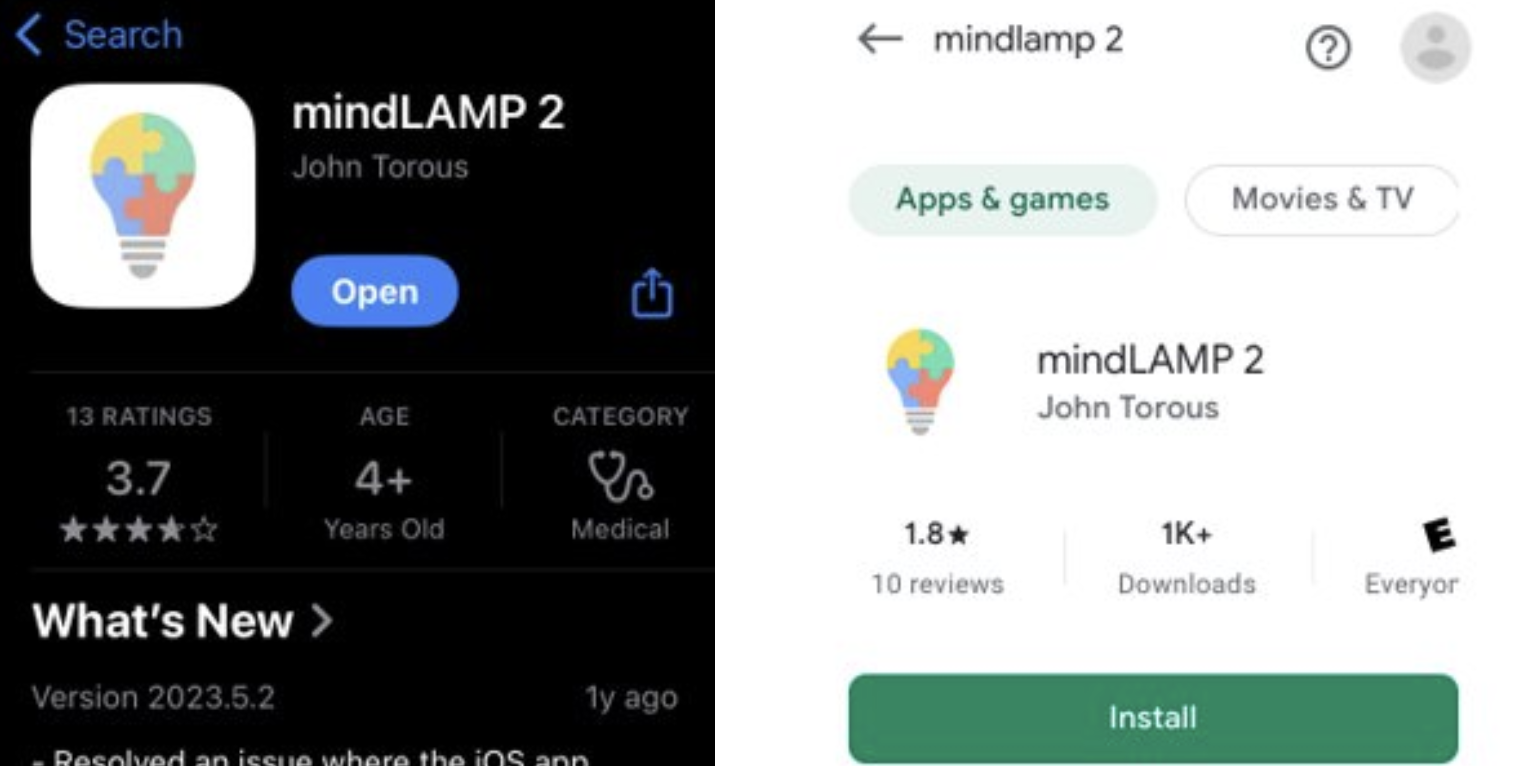 Search
mindLAMP 2
John Torous
Open
13 RATINGS
3.7
AGE
4+
Years Old
CATEGORY
Medical
What's New
Version 2023.5.2
1y ago
- Resolved an issue where the iOS app
mindlamp 2
Apps & games
Movies & TV
mindLAMP 2
John Torous
1.8★
10 reviews
1K+
Downloads
E
Everyor
Install